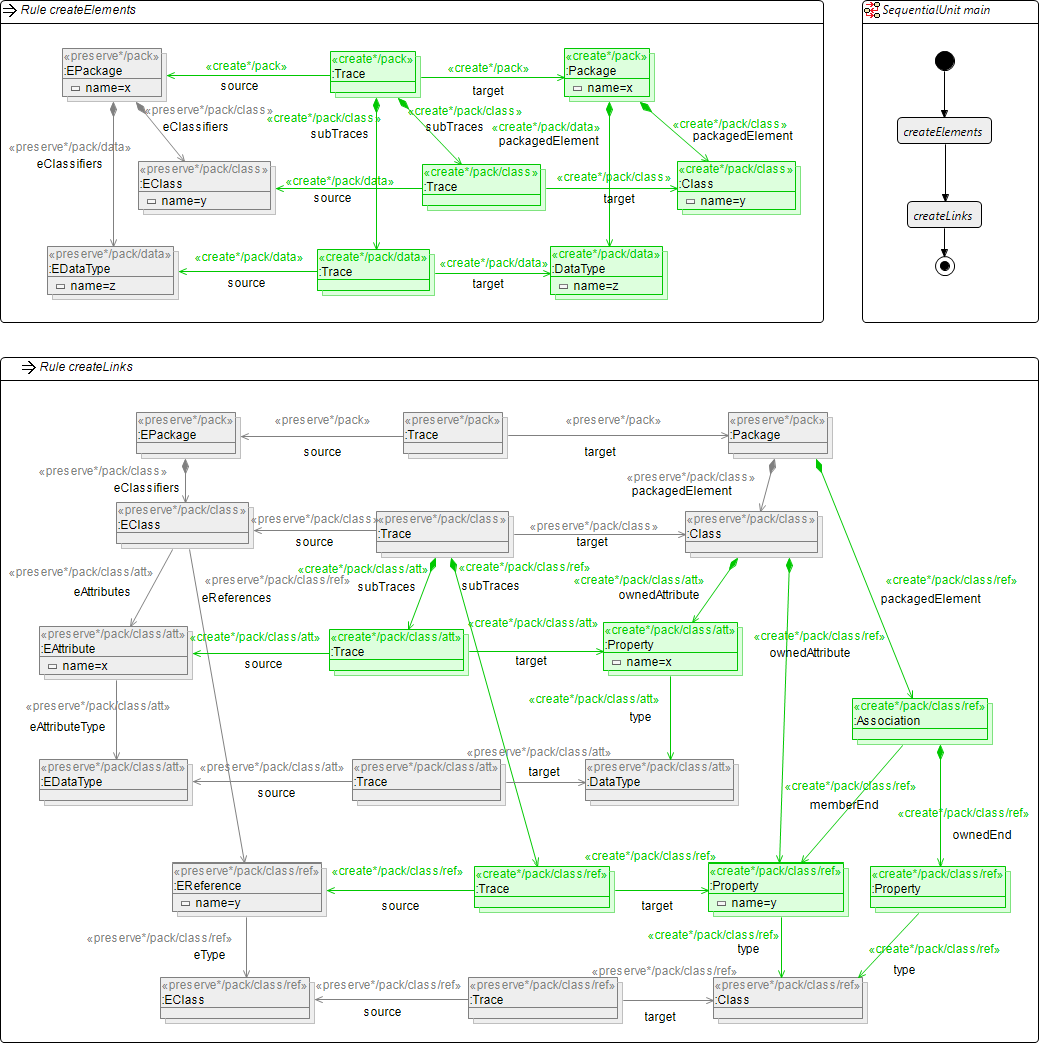 Rule createElements
SequentialUnit main
«preserve*/pack»
:EPackage
name=x
«create*/pack»
source
«create*/pack»
:Trace
«create*/pack»
target
«create*/pack»
:Package
name=x
«preserve*/pack/class»
eClassifiers
«create*/pack/class»
subTraces
«create*/pack/class»
subTraces
«create*/pack/data»
packagedElement
«create*/pack/class»
packagedElement
createElements
«preserve*/pack/data»
eClassifiers
«preserve*/pack/class»
:EClass
name=y
«create*/pack/data»
source
«create*/pack/class»
:Trace
«create*/pack/class»
target
«create*/pack/class»
:Class
name=y
createLinks
«preserve*/pack/data»
:EDataType
name=z
«create*/pack/data»
source
«create*/pack/data»
:Trace
«create*/pack/data»
target
«create*/pack/data»
:DataType
name=z
Rule createLinks
«preserve*/pack»
:EPackage
«preserve*/pack»
source
«preserve*/pack»
:Trace
«preserve*/pack»
target
«preserve*/pack»
:Package
«preserve*/pack/class»
eClassifiers
«preserve*/pack/class»
packagedElement
«preserve*/pack/class»
:EClass
«preserve*/pack/class»
source
«preserve*/pack/class»
:Trace
«preserve*/pack/class»
target
«preserve*/pack/class»
:Class
«preserve*/pack/class/att»
eAttributes
«preserve*/pack/class/ref»
eReferences
«create*/pack/class/att»
subTraces
«create*/pack/class/ref»
subTraces
«create*/pack/class/att»
ownedAttribute
«create*/pack/class/ref»
packagedElement
«preserve*/pack/class/att»
:EAttribute
name=x
«create*/pack/class/att»
source
«create*/pack/class/att»
:Trace
«create*/pack/class/att»
target
«create*/pack/class/att»
:Property
name=x
«create*/pack/class/ref»
ownedAttribute
«preserve*/pack/class/att»
eAttributeType
«create*/pack/class/att»
type
«create*/pack/class/ref»
:Association
«preserve*/pack/class/att»
:EDataType
«preserve*/pack/class/att»
source
«preserve*/pack/class/att»
:Trace
«preserve*/pack/class/att»
target
«preserve*/pack/class/att»
:DataType
«create*/pack/class/ref»
memberEnd
«create*/pack/class/ref»
ownedEnd
«preserve*/pack/class/ref»
:EReference
name=y
«create*/pack/class/ref»
source
«create*/pack/class/ref»
:Trace
«create*/pack/class/ref»
target
«create*/pack/class/ref»
:Property
name=y
«create*/pack/class/ref»
:Property
«preserve*/pack/class/ref»
eType
«create*/pack/class/ref»
type
«create*/pack/class/ref»
type
«preserve*/pack/class/ref»
:EClass
«preserve*/pack/class/ref»
source
«preserve*/pack/class/ref»
:Trace
«preserve*/pack/class/ref»
target
«preserve*/pack/class/ref»
:Class